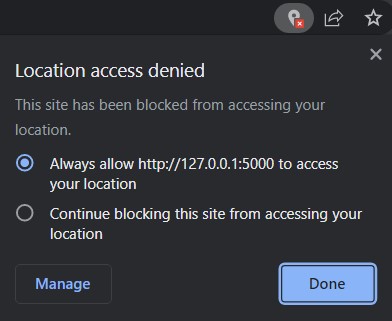 Location access denied
This site has been blocked from accessing your
location.
Always allow http://127.0.0.1:5000 to access
your location
Continue blocking this site from accessing your
location
Manage
Done